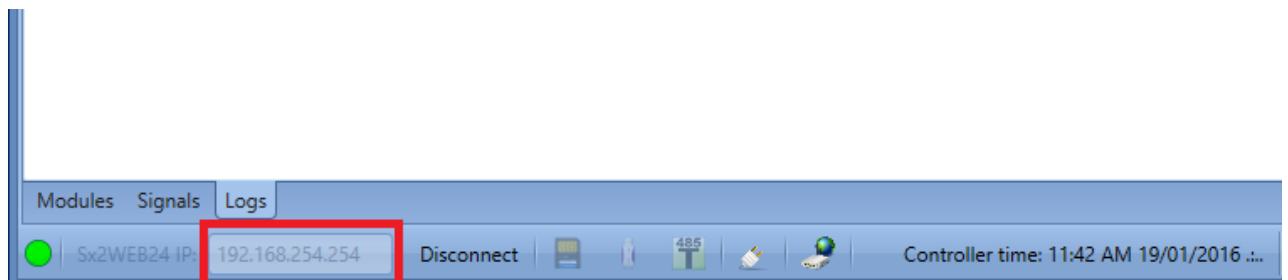 Modules Signals Logs
Sx2WEB24 IP: 192.168.254.254 Disconnect 485 T Controller time: 11:42 AM 19/01/2016 .:..